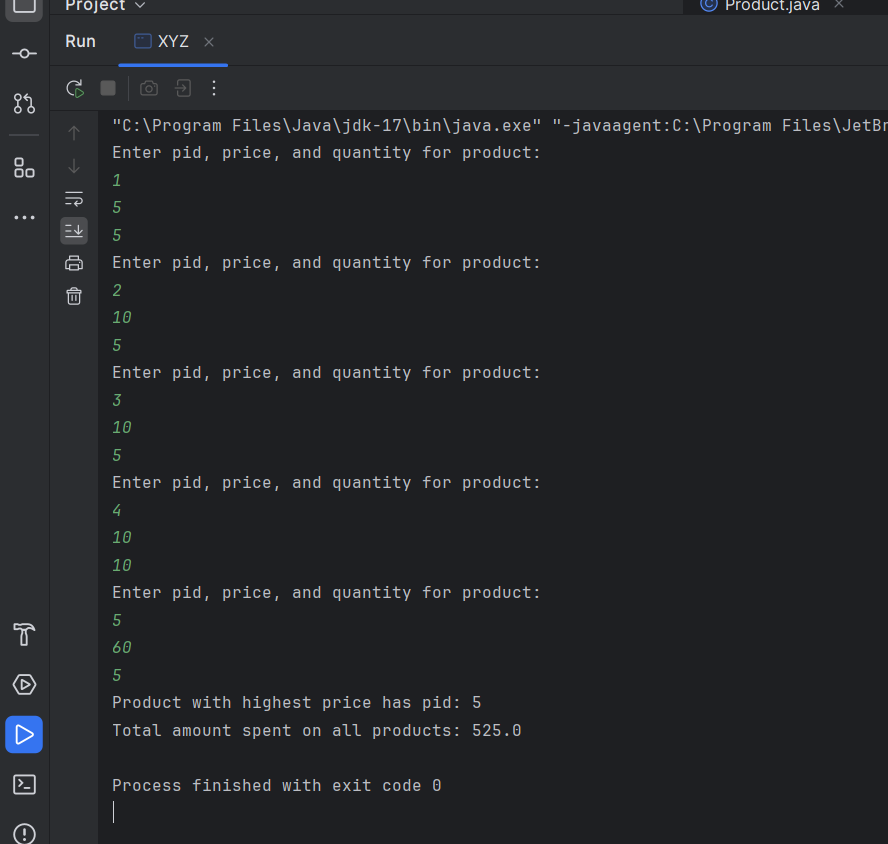 Project
Product.java
Run
XYZ
"C:\Program Files\Java\jdk-17\bin\java.exe" "-javaagent:C:\Program Files\JetBr
Enter pid, price, and quantity for product:
1
5
5
Enter pid, price, and quantity for product:
2
10
5
Enter pid, price, and quantity for product:
3
10
5
Enter pid, price, and quantity for product:
4
10
10
Enter pid, price, and quantity for product:
5
60
5
Product with highest price has pid: 5
Total amount spent on all products: 525.0
Process finished with exit code 0